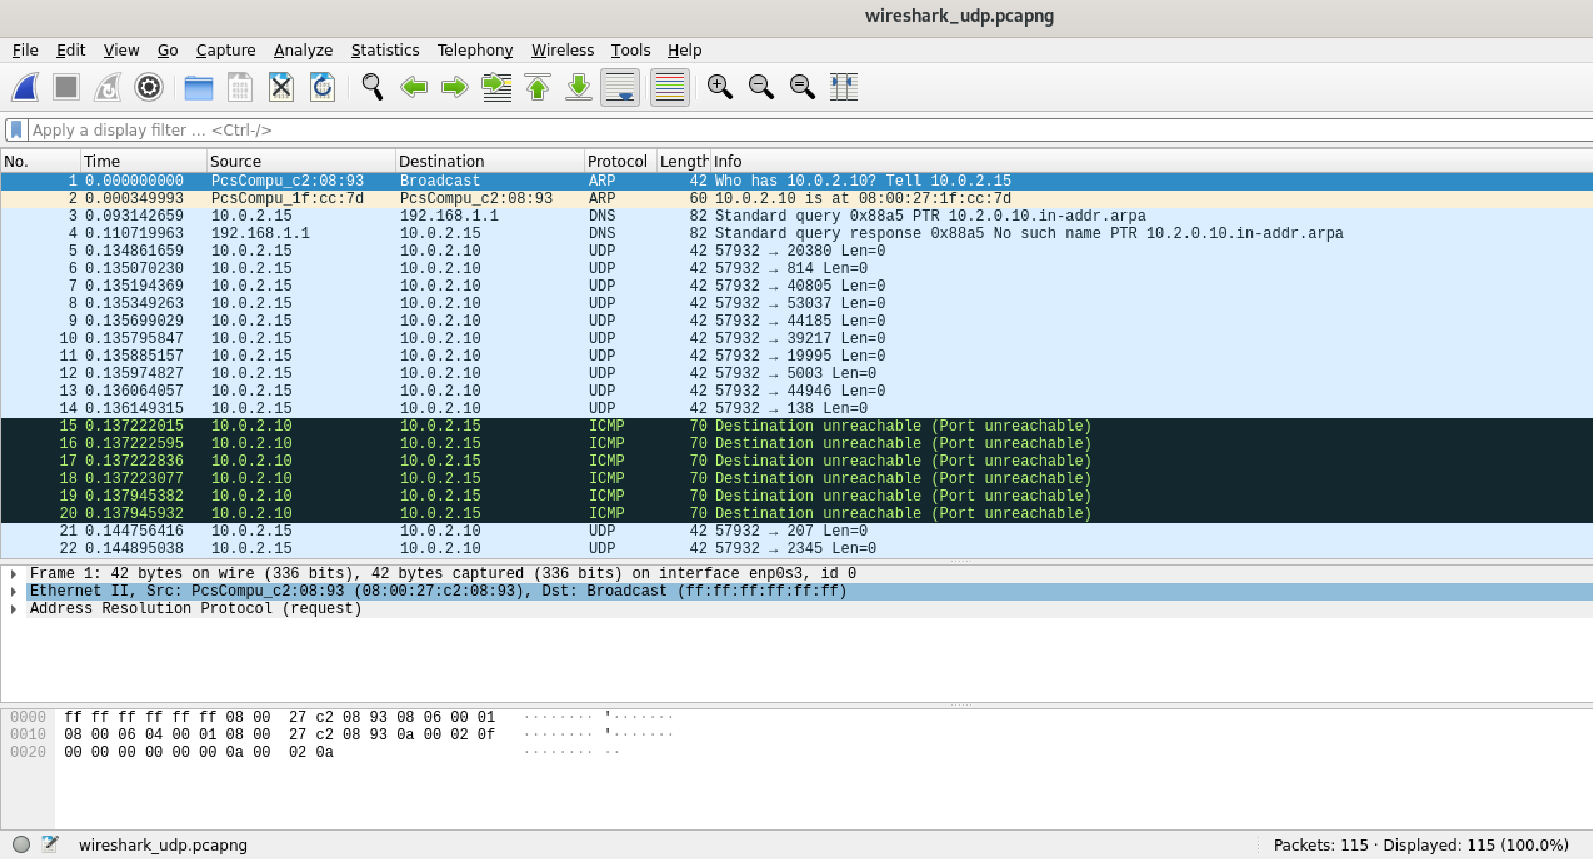 wireshark_udp.pcapng
File Edit View Go Capture Analyze Statistics Telephony Wireless Tools Help
Apply a display filter ... <Ctrl-/>
No. Time Source Destination Protocol Length Info
1 0.000000000 PcsCompu_c2:08:93 Broadcast ARP 42 Who has 10.0.2.10? Tell 10.0.2.15
2 0.000349993 PcsCompu_1f:cc:7d PcsCompu_c2:08:93 ARP 60 10.0.2.10 is at 08:00:27:1f:cc:7d
3 0.093142659 10.0.2.15 192.168.1.1 DNS 82 Standard query 0x88a5 PTR 10.2.0.10.in-addr.arpa
4 0.110719963 192.168.1.1 10.0.2.15 DNS 82 Standard query response 0x88a5 No such name PTR 10.2.0.10.in-addr.arpa
5 0.134861659 10.0.2.15 10.0.2.10 UDP 42 57932 → 20380 Len=0
6 0.135070230 10.0.2.15 10.0.2.10 UDP 42 57932 → 814 Len=0
7 0.135194369 10.0.2.15 10.0.2.10 UDP 42 57932 → 40805 Len=0
8 0.135349263 10.0.2.15 10.0.2.10 UDP 42 57932 → 53037 Len=0
9 0.135699029 10.0.2.15 10.0.2.10 UDP 42 57932 → 44185 Len=0
10 0.135795847 10.0.2.15 10.0.2.10 UDP 42 57932 → 39217 Len=0
11 0.135885157 10.0.2.15 10.0.2.10 UDP 42 57932 → 19995 Len=0
12 0.135974827 10.0.2.15 10.0.2.10 UDP 42 57932 → 5003 Len=0
13 0.136064057 10.0.2.15 10.0.2.10 UDP 42 57932 → 44946 Len=0
14 0.136149315 10.0.2.15 10.0.2.10 UDP 42 57932 → 138 Len=0
15 0.137222015 10.0.2.10 10.0.2.15 ICMP 70 Destination unreachable (Port unreachable)
16 0.137222595 10.0.2.10 10.0.2.15 ICMP 70 Destination unreachable (Port unreachable)
17 0.137222836 10.0.2.10 10.0.2.15 ICMP 70 Destination unreachable (Port unreachable)
18 0.137223077 10.0.2.10 10.0.2.15 ICMP 70 Destination unreachable (Port unreachable)
19 0.137945382 10.0.2.10 10.0.2.15 ICMP 70 Destination unreachable (Port unreachable)
20 0.137945932 10.0.2.10 10.0.2.15 ICMP 70 Destination unreachable (Port unreachable)
21 0.144756416 10.0.2.15 10.0.2.10 UDP 42 57932 → 207 Len=0
22 0.144895038 10.0.2.15 10.0.2.10 UDP 42 57932 → 2345 Len=0
Frame 1: 42 bytes on wire (336 bits), 42 bytes captured (336 bits) on interface enp0s3, id 0
Ethernet II, Src: PcsCompu_c2:08:93 (08:00:27:c2:08:93), Dst: Broadcast (ff:ff:ff:ff:ff:ff)
Address Resolution Protocol (request)
0000 ff ff ff ff ff ff 08 00 27 c2 08 93 08 06 00 01 ········ '·······
0010 08 00 06 04 00 01 08 00 27 c2 08 93 0a 00 02 0f ········ '·······
0020 00 00 00 00 00 00 0a 00 02 0a ········ ··
wireshark_udp.pcapng Packets: 115 · Displayed: 115 (100.0%)